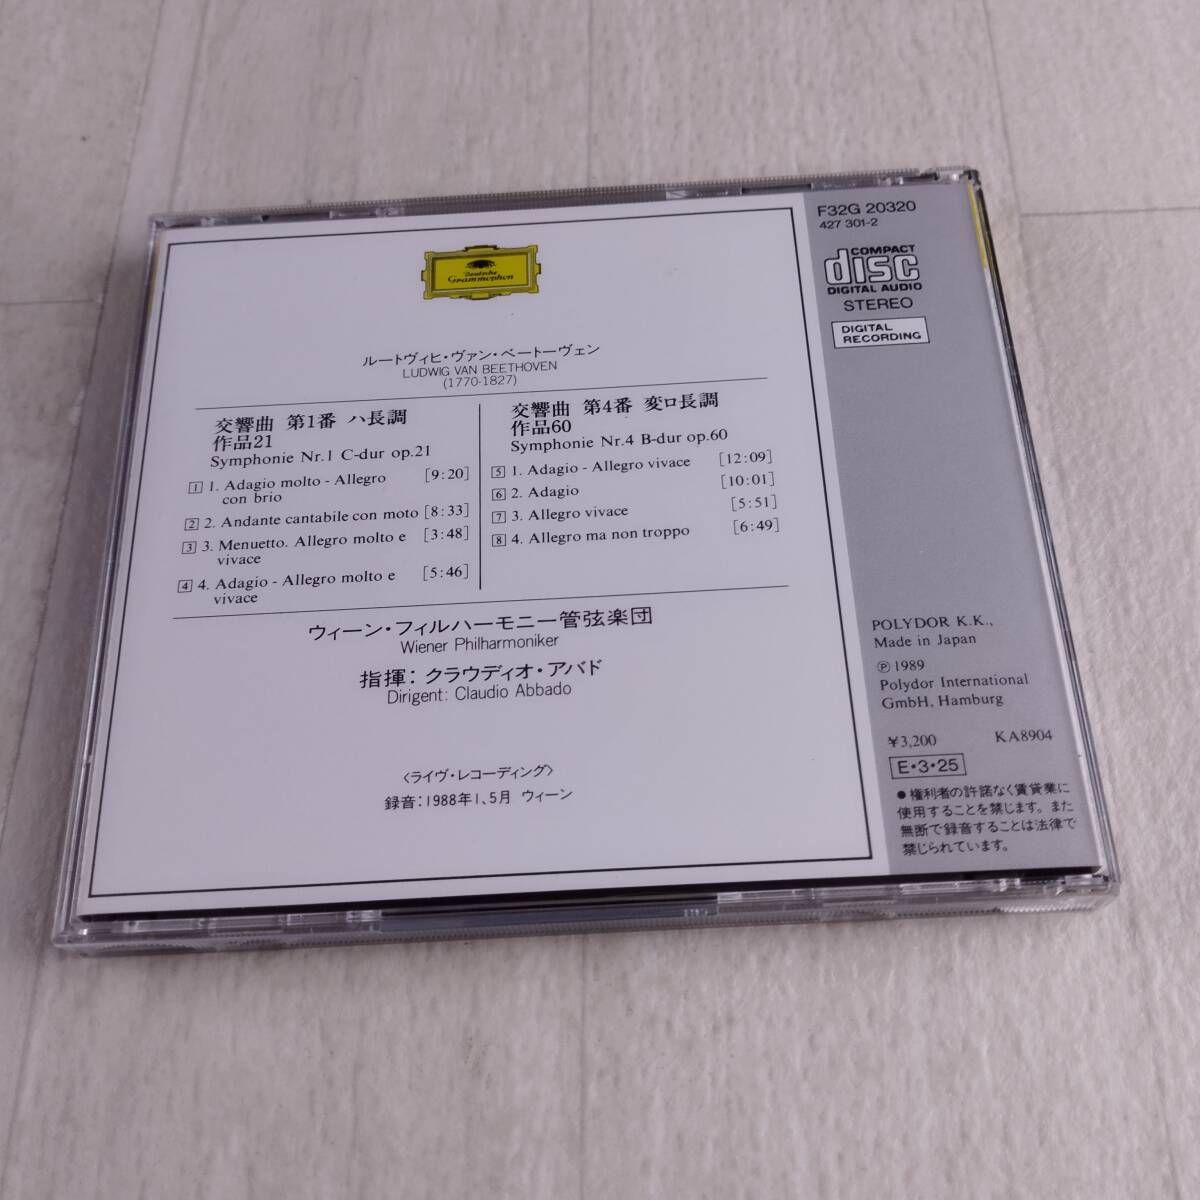 Deutsche
Grammophon
ルートヴィヒ・ヴァン・ベートーヴェン
LUDWIG VAN BEETHOVEN
(1770-1827)
交響曲 第1番 ハ長調
作品21
Symphonie Nr.1 C-dur op.21
1 1. Adagio molto - Allegro [9:20]
con brio
2 2. Andante cantabile con moto [8:33]
3 3. Menuetto. Allegro molto e [3:48]
vivace
4 4. Adagio - Allegro molto e [5:46]
vivace
交響曲 第4番 変ロ長調
作品60
Symphonie Nr.4 B-dur op.60
5 1. Adagio - Allegro vivace [12:09]
6 2. Adagio [10:01]
7 3. Allegro vivace [5:51]
8 4. Allegro ma non troppo [6:49]
ウィーン・フィルハーモニー管弦楽団
Wiener Philharmoniker
指揮：クラウディオ・アバド
Dirigent: Claudio Abbado
〈ライヴ・レコーディング〉
録音：1988年1、5月 ウィーン
F32G 20320
427 301-2
COMPACT
disc
DIGITAL AUDIO
STEREO
DIGITAL
RECORDING
POLYDOR K.K.,
Made in Japan
℗ 1989
Polydor International
GmbH, Hamburg
¥3,200 KA8904
E・3・25
●権利者の許諾なく賃貸業に
使用することを禁じます。また
無断で録音することは法律で
禁じられています。